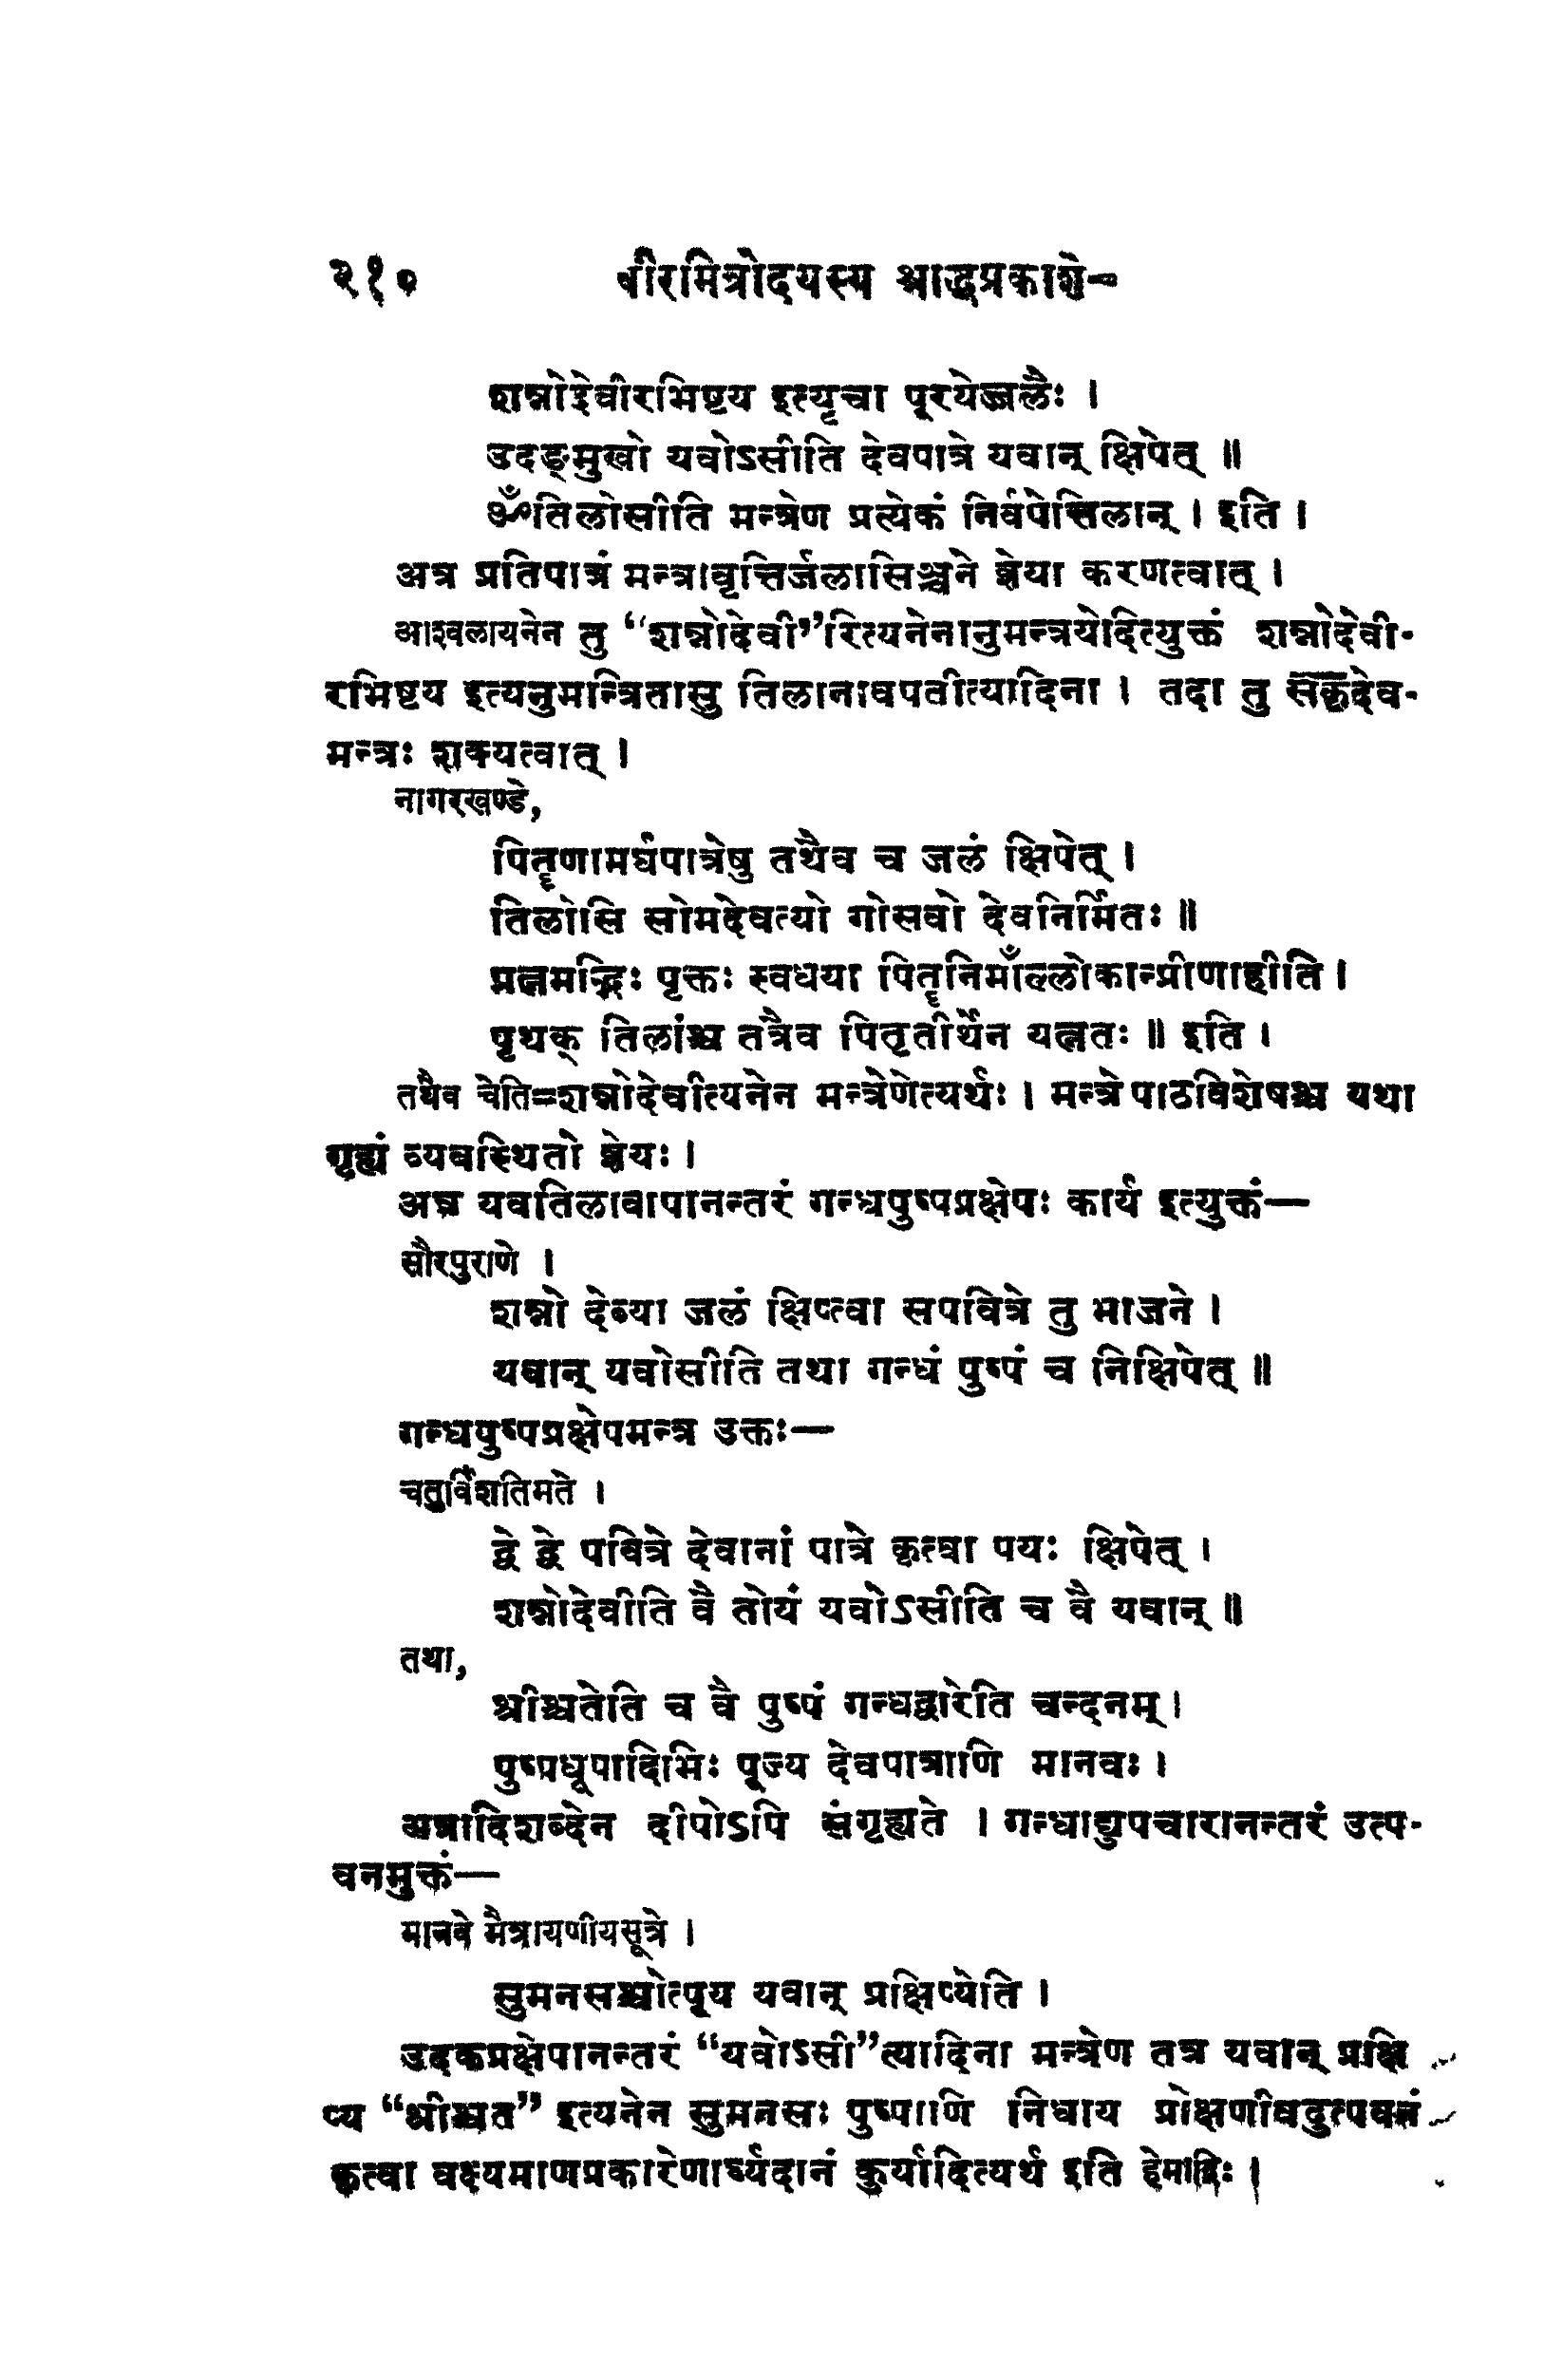 २१० वीरमित्रोदयस्य श्राद्धप्रकाशे-
शन्नोदेवीरभिष्टय इत्यृचा पूरयेज्जलैः ।
उदङ्मुखो यवोऽसीति देवपात्रे यवान् क्षिपेत् ॥
ॐतिलोसीति मन्त्रेण प्रत्येकं निर्वपेत्तिलान् । इति ।
अत्र प्रतिपात्रं मन्त्रावृत्तिर्जलासिञ्चने ज्ञेया करणत्वात् ।
आश्वलायनेन तु “शन्नोदेवी”रित्यनेनानुमन्त्रयेदित्युक्तं शन्नोदेवी-
रभिष्टय इत्यनुमन्त्रितासु तिलानावपतीत्यादिना । तदा तु सकृदेव-
मन्त्रः शक्यत्वात् ।
नागरखण्डे,
पितॄणामर्घपात्रेषु तथैव च जलं क्षिपेत् ।
तिलोसि सोमदेवत्यो गोसवो देवनिर्मितः ॥
प्रत्नमद्भिः पृक्तः स्वधया पितॄनिमाँल्लोकान्प्रीणाहीति ।
पृथक् तिलांश्च तत्रैव पितृतीर्थेन यत्नतः ॥ इति ।
तथैव चेति=शन्नोदेवीत्यनेन मन्त्रेणेत्यर्थः । मन्त्रे पाठविशेषश्च यथा
गृह्यं व्यवस्थितो ज्ञेयः ।
अत्र यवतिलावापानन्तरं गन्धपुष्पप्रक्षेपः कार्य इत्युक्तं—
सौरपुराणे ।
शन्नो देव्या जलं क्षिप्त्वा सपवित्रे तु भाजने ।
यवान् यवोसीति तथा गन्धं पुष्पं च निक्षिपेत् ॥
गन्धपुष्पप्रक्षेपमन्त्र उक्तः—
चतुर्विंशतिमते ।
द्वे द्वे पवित्रे देवानां पात्रे कृत्वा पयः क्षिपेत् ।
शन्नोदेवीति वै तोयं यवोऽसीति च वै यवान् ॥
तथा,
श्रीश्चतेति च वै पुष्पं गन्धद्वारेति चन्दनम् ।
पुष्पधूपादिभिः पूज्य देवपात्राणि मानवः ।
अत्रादिशब्देन दीपोऽपि संगृह्यते । गन्धाद्युपचारानन्तरं उत्प-
वनमुक्तं—
मानवे मैत्रायणीयसूत्रे ।
सुमनसश्चोत्पूय यवान् प्रक्षिप्येति ।
उदकप्रक्षेपानन्तरं “यवोऽसी”त्यादिना मन्त्रेण तत्र यवान् प्रक्षि
प्य “श्रीश्चत” इत्यनेन सुमनसः पुष्पाणि निधाय प्रोक्षणीवदुत्पवनं
कृत्वा वक्ष्यमाणप्रकारेणार्घ्यदानं कुर्यादित्यर्थ इति हेमाद्रिः ।